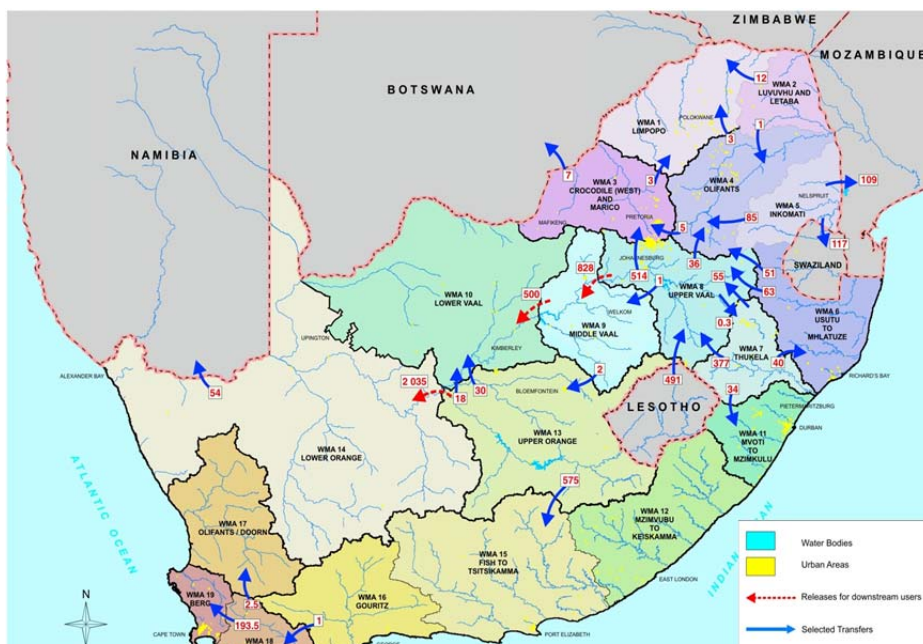 ZIMBABWE
MOZAMBIQUE
BOTSWANA
NAMIBIA
12
WMA 2
LUVUVHU AND
LETABA
WMA 1
LIMPOPO
POLOKWANE
3
1
7
3
WMA 3
CROCODILE (WEST)
AND
MARICO
WMA 4
OLIFANTS
109
NELSPRUIT
WMA 5
INKOMATI
MAFIKENG
PRETORIA
5
85
117
SWAZILAND
JOHANNESBURG
514
36
828
1
55
51
63
WMA 8
UPPER VAAL
WMA 10
LOWER VAAL
500
WELKOM
WMA 9
MIDDLE VAAL
0.3
WMA 6
USUTU
TO
MHLATUZE
WMA 7
THUKELA
UPINGTON
KIMBERLEY
377
40
RICHARD'S BAY
ALEXANDER BAY
54
2 035
18
30
2
BLOEMFONTEIN
491
34
LESOTHO
PIETERMARITZBURG
DURBAN
WMA 11
MVOTI
TO
MZIMKULU
WMA 13
UPPER ORANGE
WMA 14
LOWER ORANGE
ATLANTIC OCEAN
575
WMA 12
MZIMVUBU
TO
KEISKAMMA
INDIAN
WMA 17
OLIFANTS / DOORN
WMA 15
FISH TO
TSITSIKAMMA
EAST LONDON
WMA 19
BERG
2.5
193.5
WMA 16
GOURITZ
1
WMA 18
CAPE TOWN
PORT ELIZABETH
N
Water Bodies
Urban Areas
Releases for downstream users
Selected Transfers